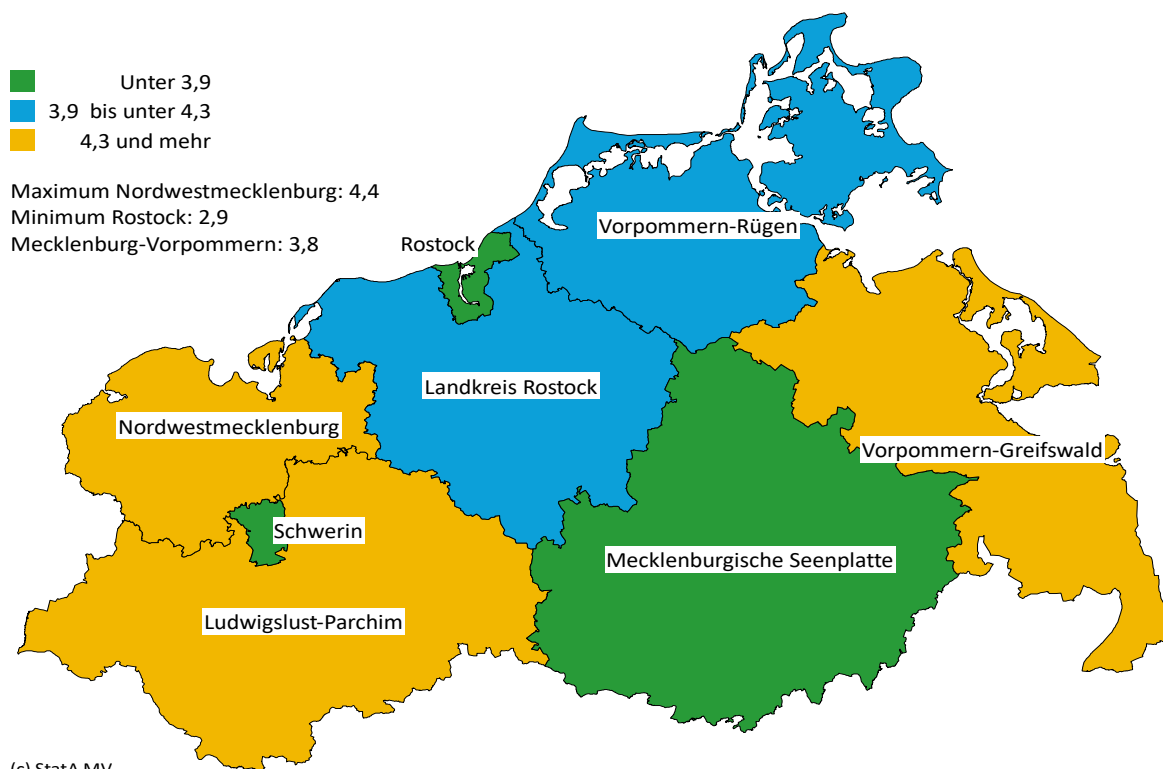 Unter 3,9
3,9 bis unter 4,3
4,3 und mehr
Maximum Nordwestmecklenburg: 4,4
Minimum Rostock: 2,9
Mecklenburg-Vorpommern: 3,8
Rostock
Vorpommern-Rügen
Landkreis Rostock
Nordwestmecklenburg
Vorpommern-Greifswald
Schwerin
Mecklenburgische Seenplatte
Ludwigslust-Parchim
(c) StatA MV